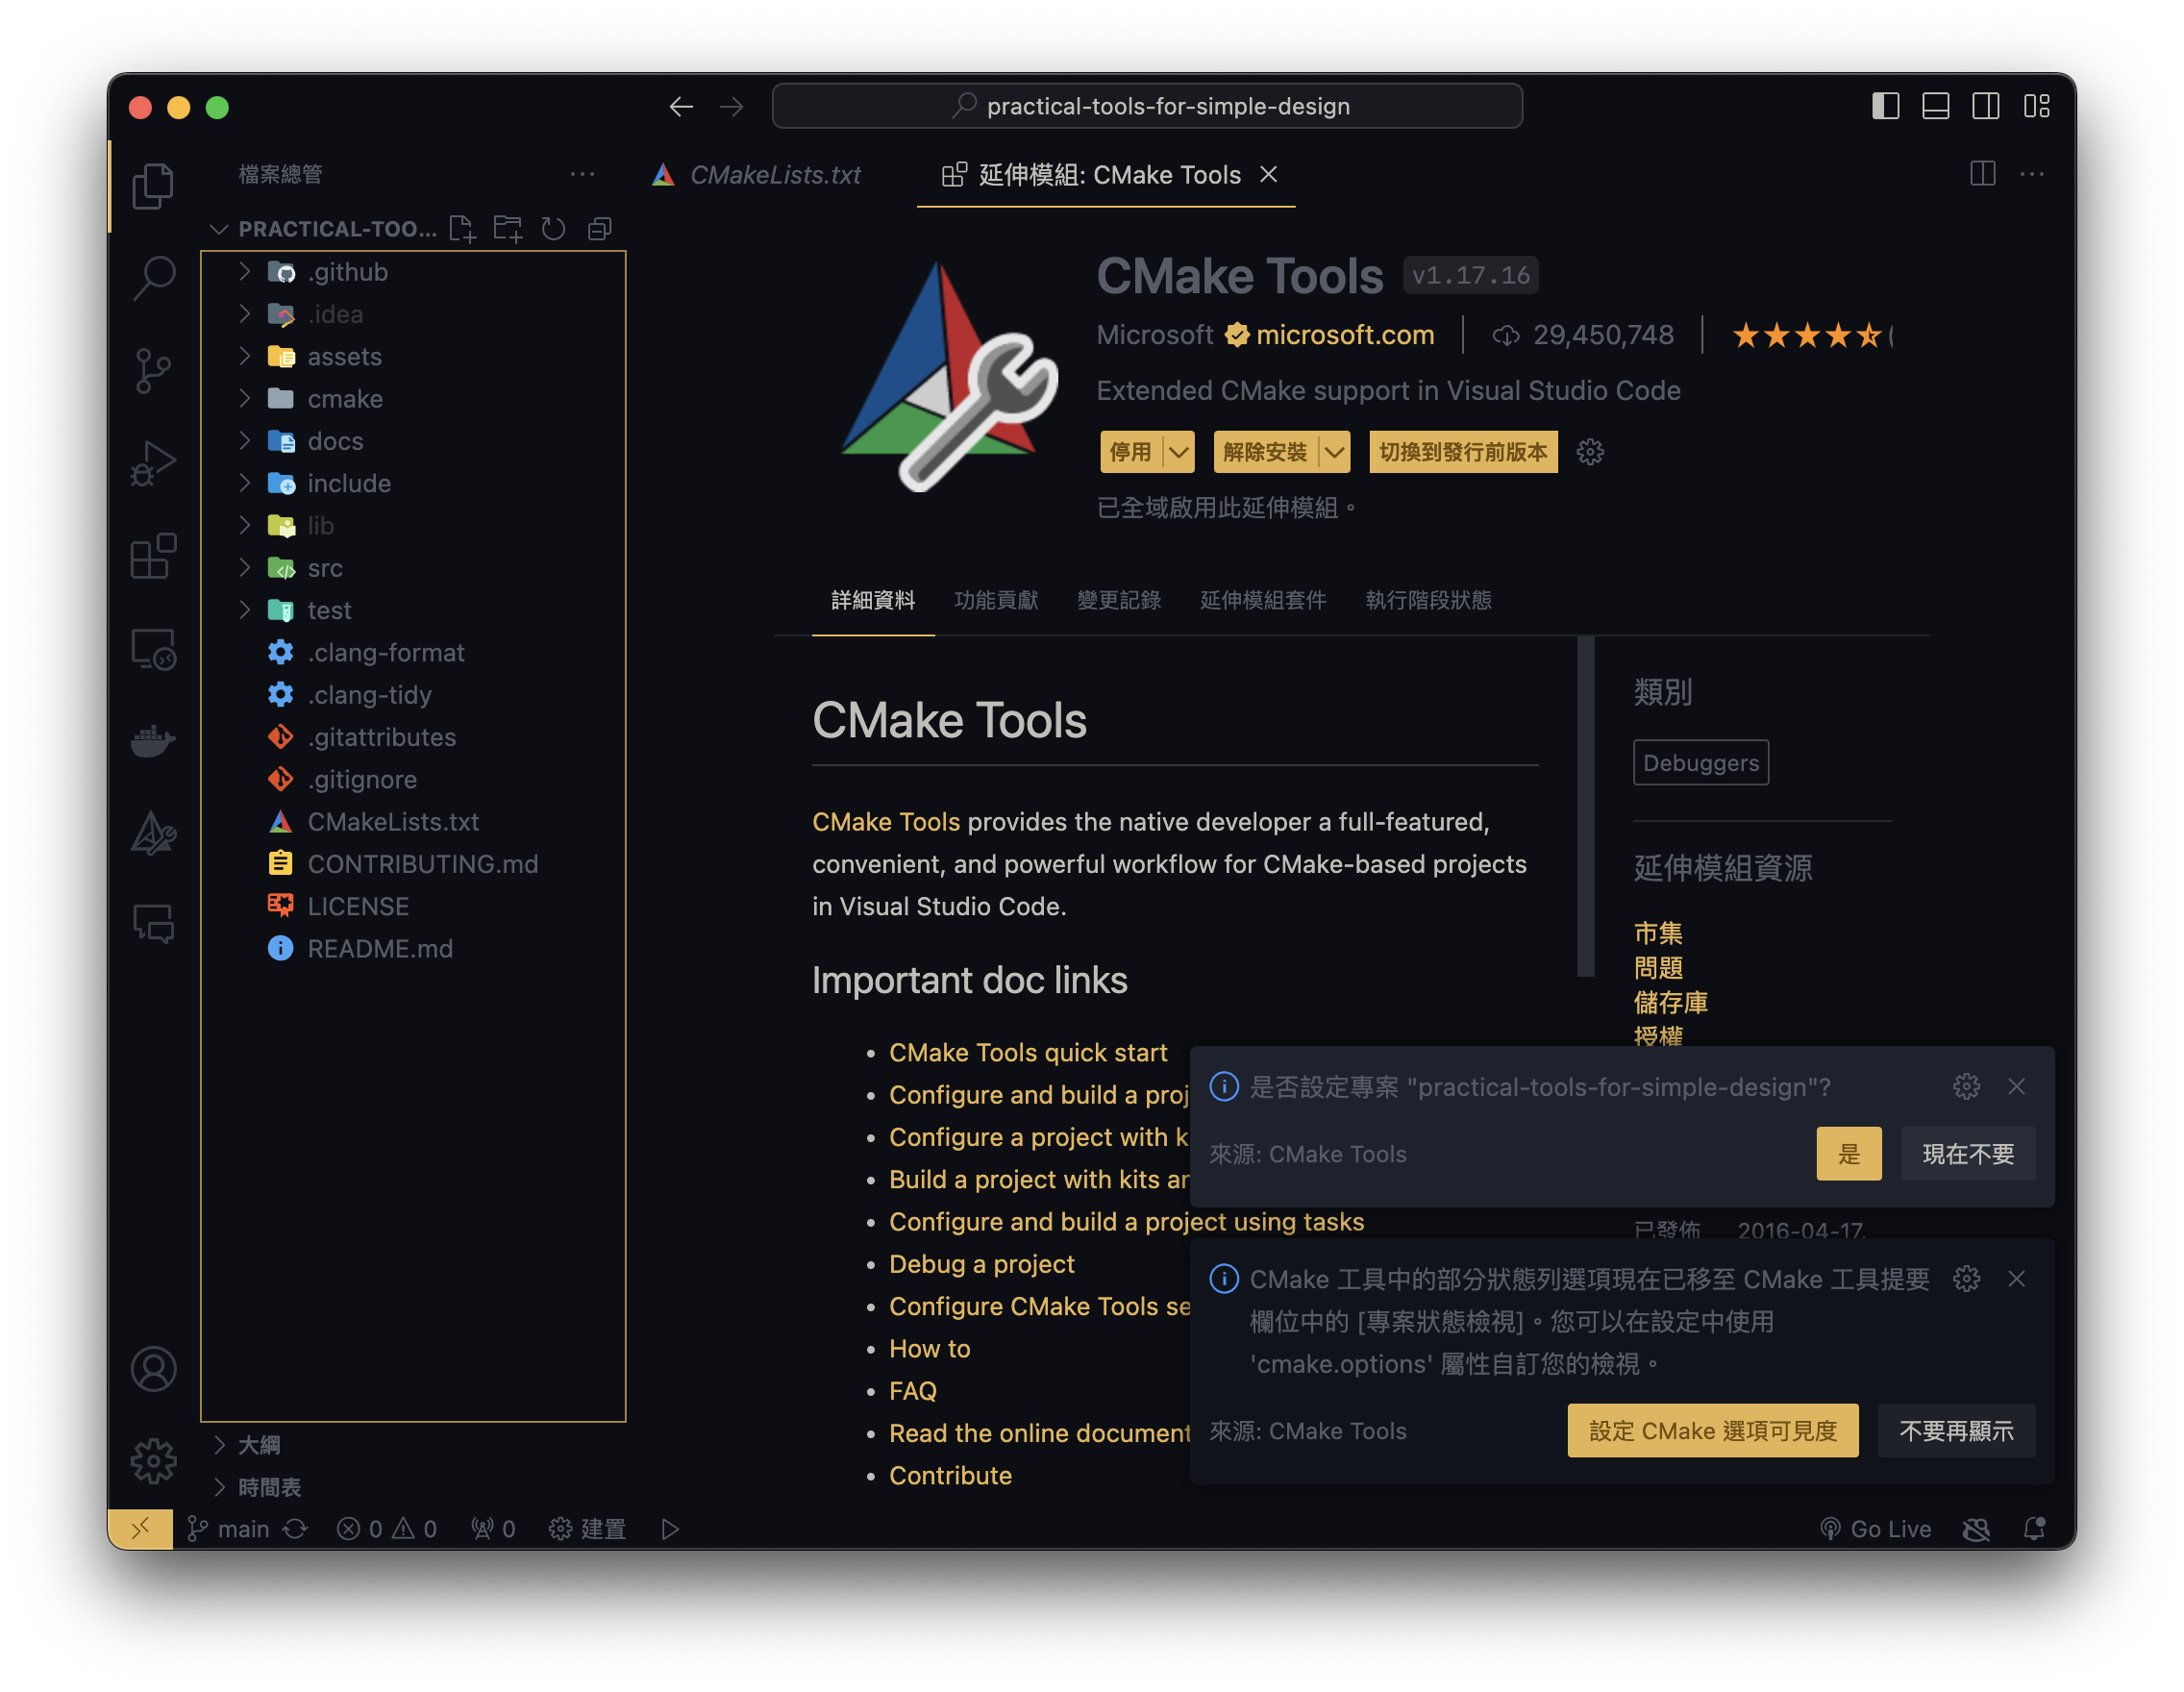 practical-tools-for-simple-design
檔案總管
CMakeLists.txt
延伸模組: CMake Tools
PRACTICAL-TOO...
.github
.idea
assets
cmake
docs
include
lib
src
test
.clang-format
.clang-tidy
.gitattributes
.gitignore
CMakeLists.txt
CONTRIBUTING.md
LICENSE
README.md
大綱
時間表
CMake Tools
v1.17.16
Microsoft
microsoft.com
29,450,748
(
Extended CMake support in Visual Studio Code
停用
解除安裝
切換到發行前版本
已全域啟用此延伸模組。
詳細資料
功能貢獻
變更記錄
延伸模組套件
執行階段狀態
CMake Tools
CMake Tools provides the native developer a full-featured,
convenient, and powerful workflow for CMake-based projects
in Visual Studio Code.
Important doc links
• CMake Tools quick start
• Configure and build a proj
• Configure a project with k
• Build a project with kits ar
• Configure and build a project using tasks
• Debug a project
• Configure CMake Tools se
• How to
• FAQ
• Read the online document
• Contribute
類別
Debuggers
延伸模組資源
市集
問題
儲存庫
授權
是否設定專案 "practical-tools-for-simple-design"?
來源: CMake Tools
是
現在不要
已發佈 2016-04-17,
CMake 工具中的部分狀態列選項現在已移至 CMake 工具提要
欄位中的 [專案狀態檢視]。您可以在設定中使用
'cmake.options' 屬性自訂您的檢視。
來源: CMake Tools
設定 CMake 選項可見度
不要再顯示
main
0
0
0
建置
Go Live